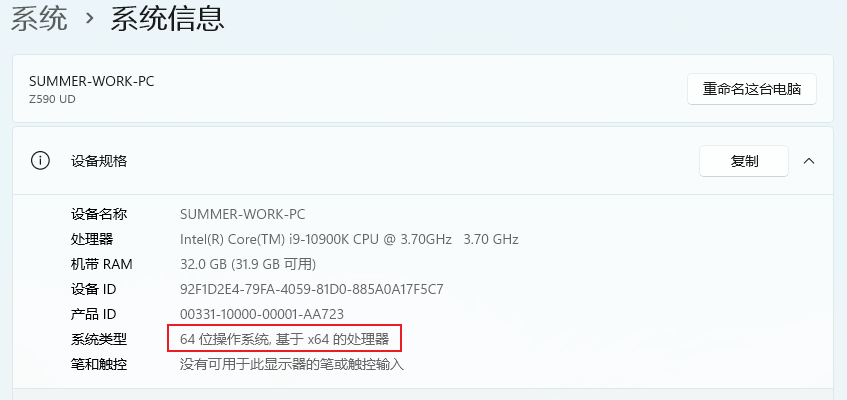 系统 › 系统信息
SUMMER-WORK-PC
Z590 UD
重命名这台电脑
设备规格
复制
设备名称 SUMMER-WORK-PC
处理器 Intel(R) Core(TM) i9-10900K CPU @ 3.70GHz 3.70 GHz
机带 RAM 32.0 GB (31.9 GB 可用)
设备 ID 92F1D2E4-79FA-4059-81D0-885A0A17F5C7
产品 ID 00331-10000-00001-AA723
系统类型 64 位操作系统, 基于 x64 的处理器
笔和触控 没有可用于此显示器的笔或触控输入